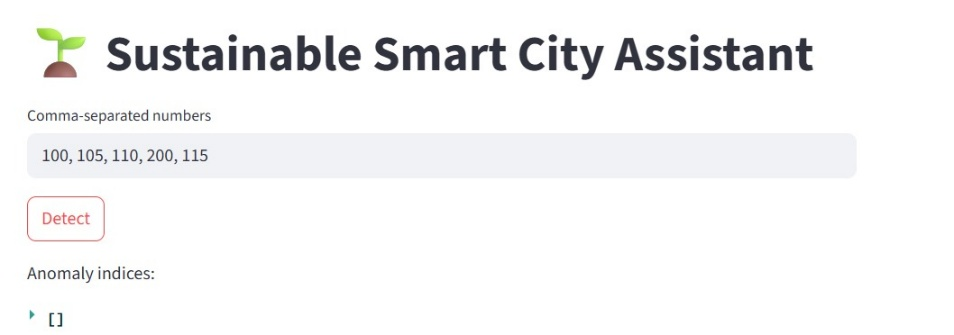 Sustainable Smart City Assistant
Comma-separated numbers
100, 105, 110, 200, 115
Detect
Anomaly indices:
[]